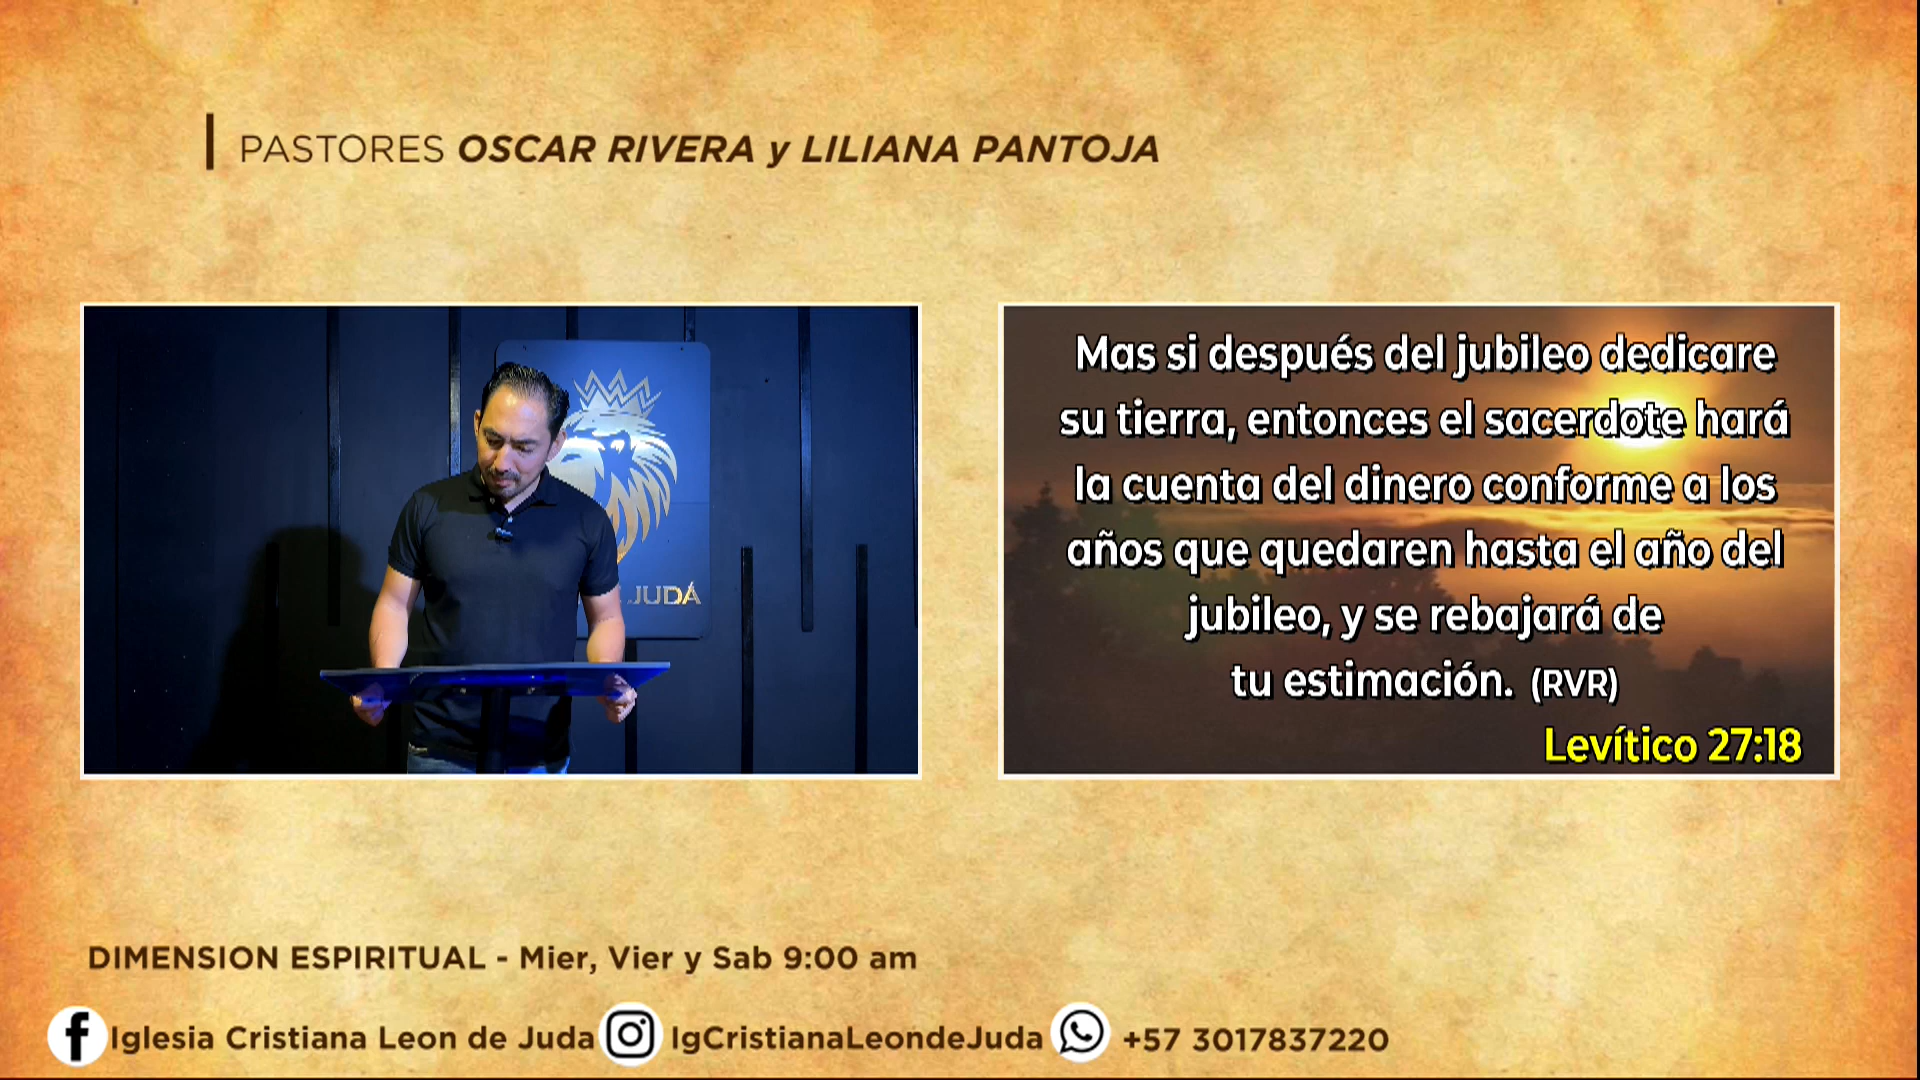 PASTORES OSCAR RIVERA y LILIANA PANTOJA
JUDÁ
Mas si después del jubileo dedicare
su tierra, entonces el sacerdote hará
la cuenta del dinero conforme a los
años que quedaren hasta el año del
jubileo, y se rebajará de
tu estimación. (RVR)
Levítico 27:18
DIMENSION ESPIRITUAL - Mier, Vier y Sab 9:00 am
Iglesia Cristiana Leon de Juda IgCristianaLeondeJuda +57 3017837220